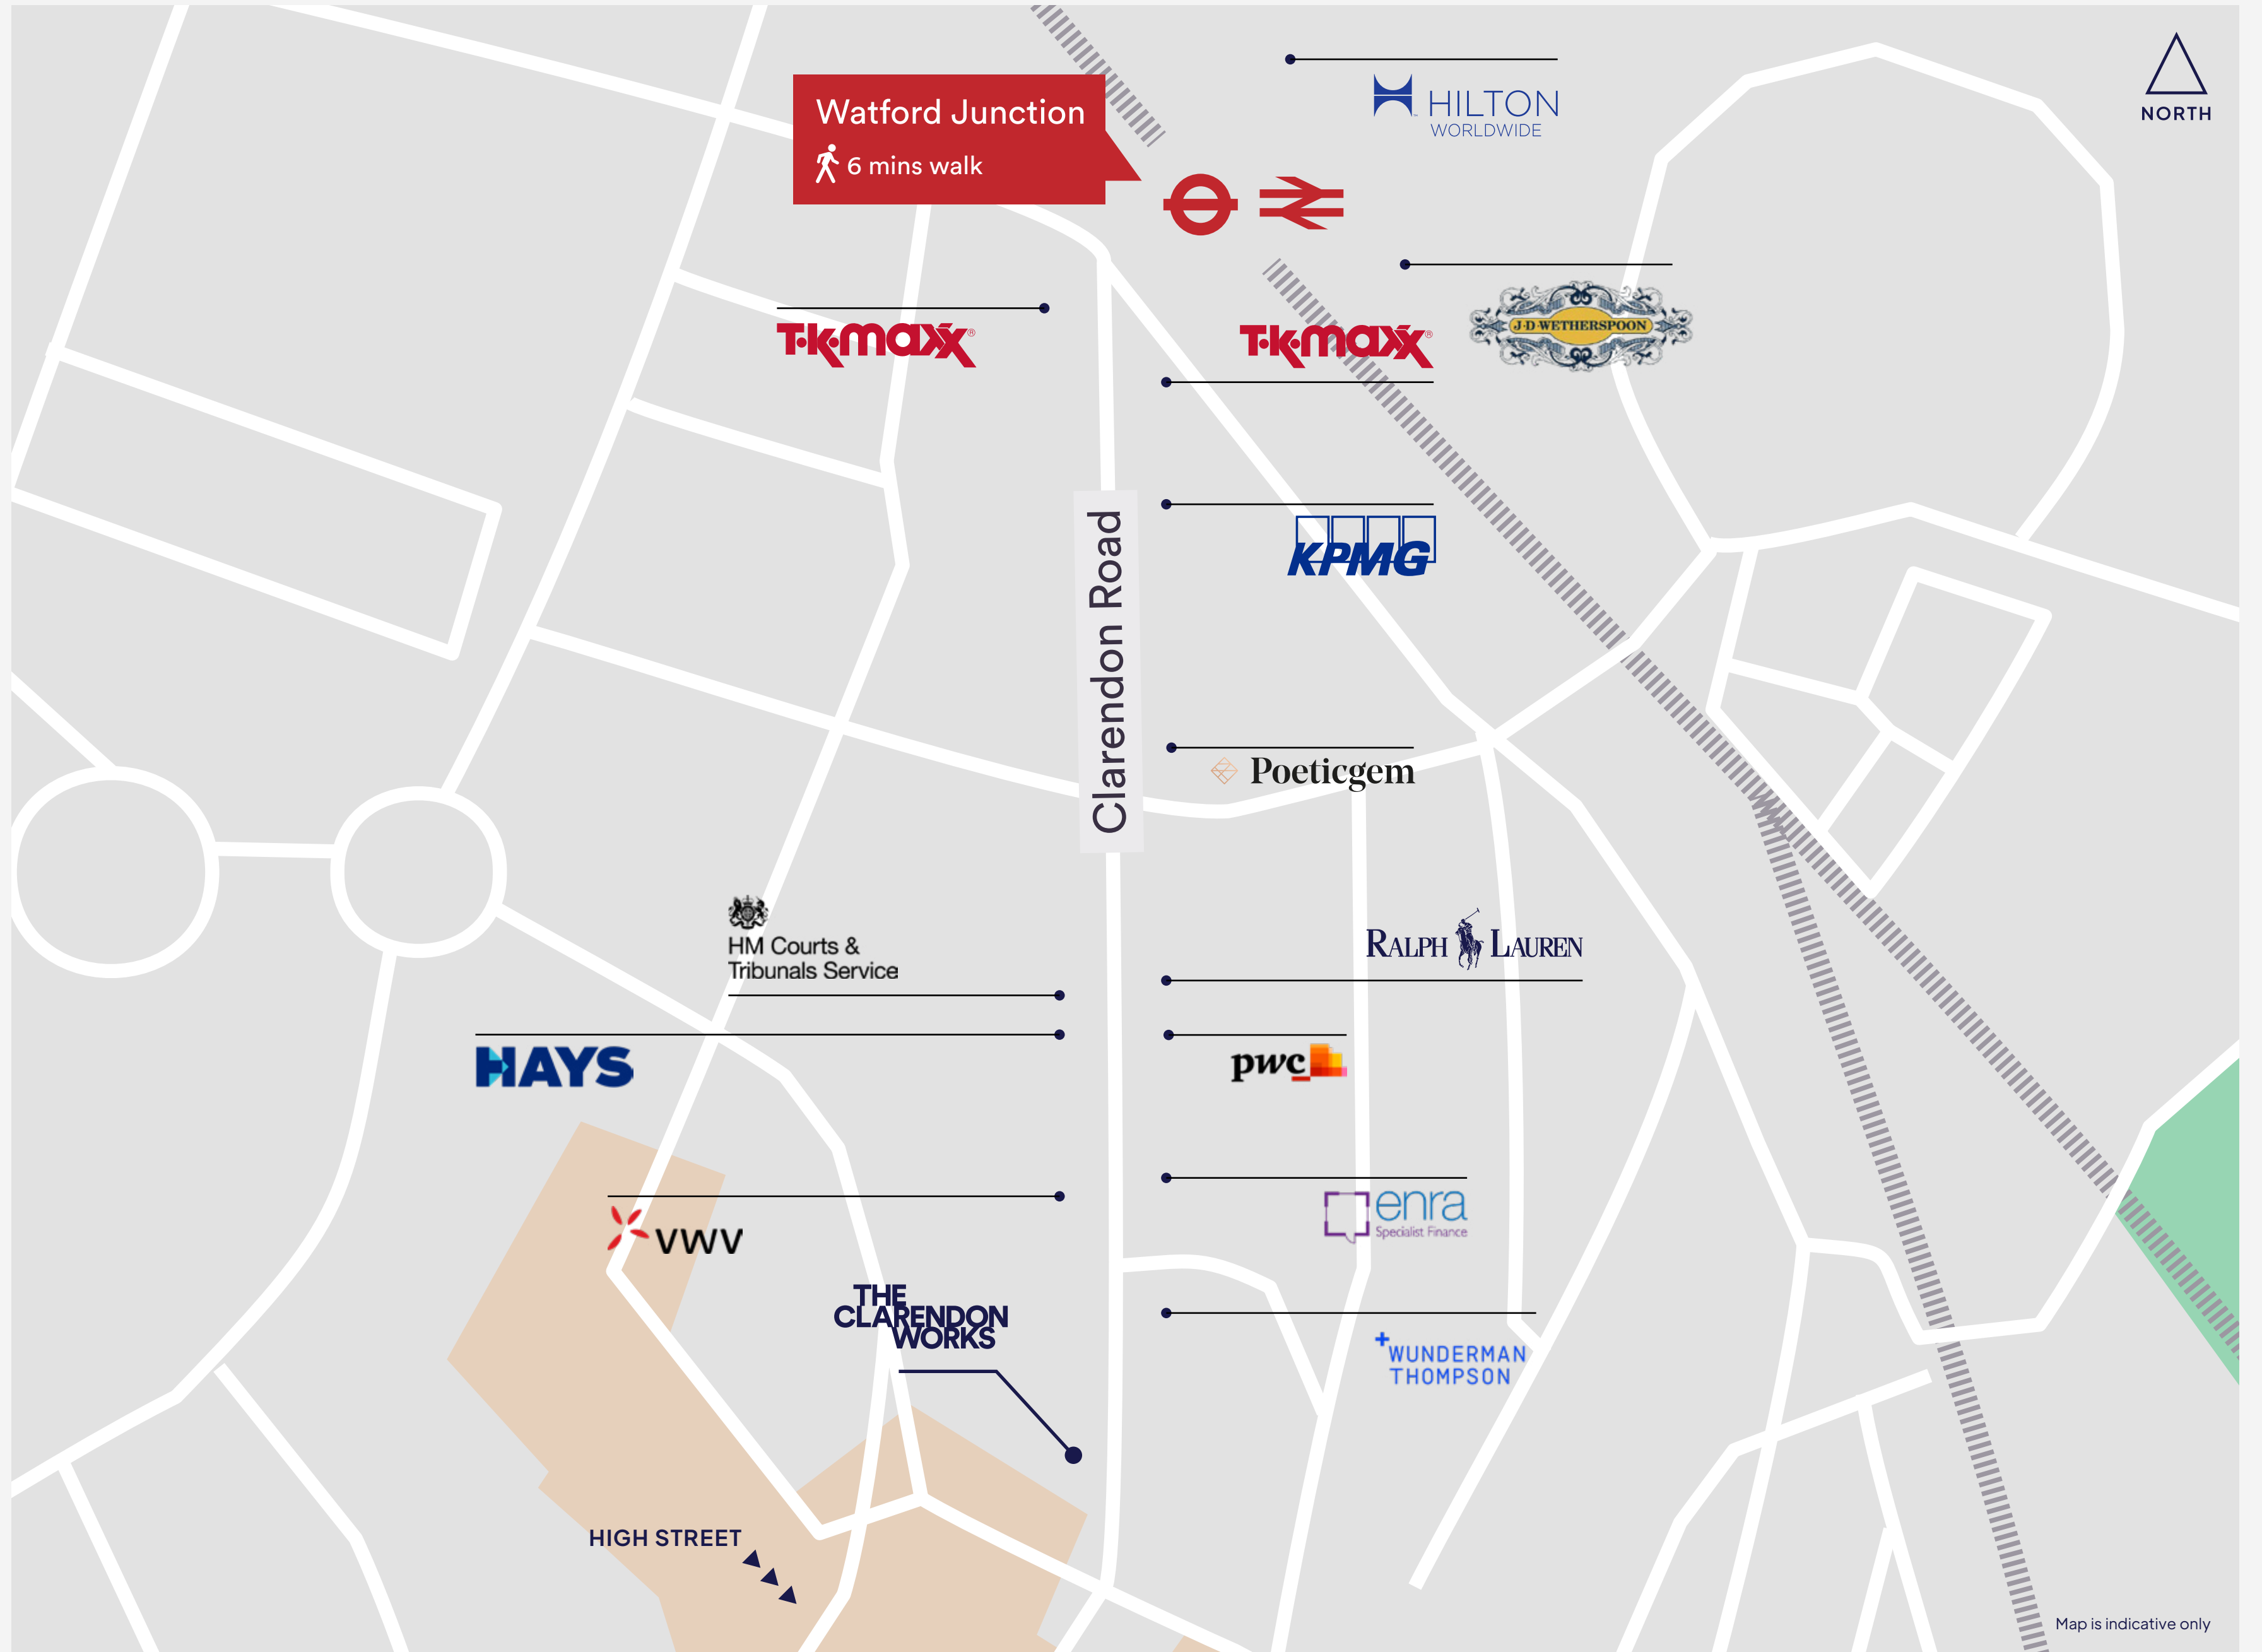 NORTH
HILTON
WORLDWIDE
Watford Junction
6 mins walk
T·K·maxx®
T·K·maxx®
J·D·WETHERSPOON
KPMG
Clarendon Road
Poeticgem
HM Courts &
Tribunals Service
RALPH LAUREN
HAYS
pwc
VWV
enra
Specialist Finance
THE
CLARENDON
WORKS
WUNDERMAN
THOMPSON
HIGH STREET
Map is indicative only